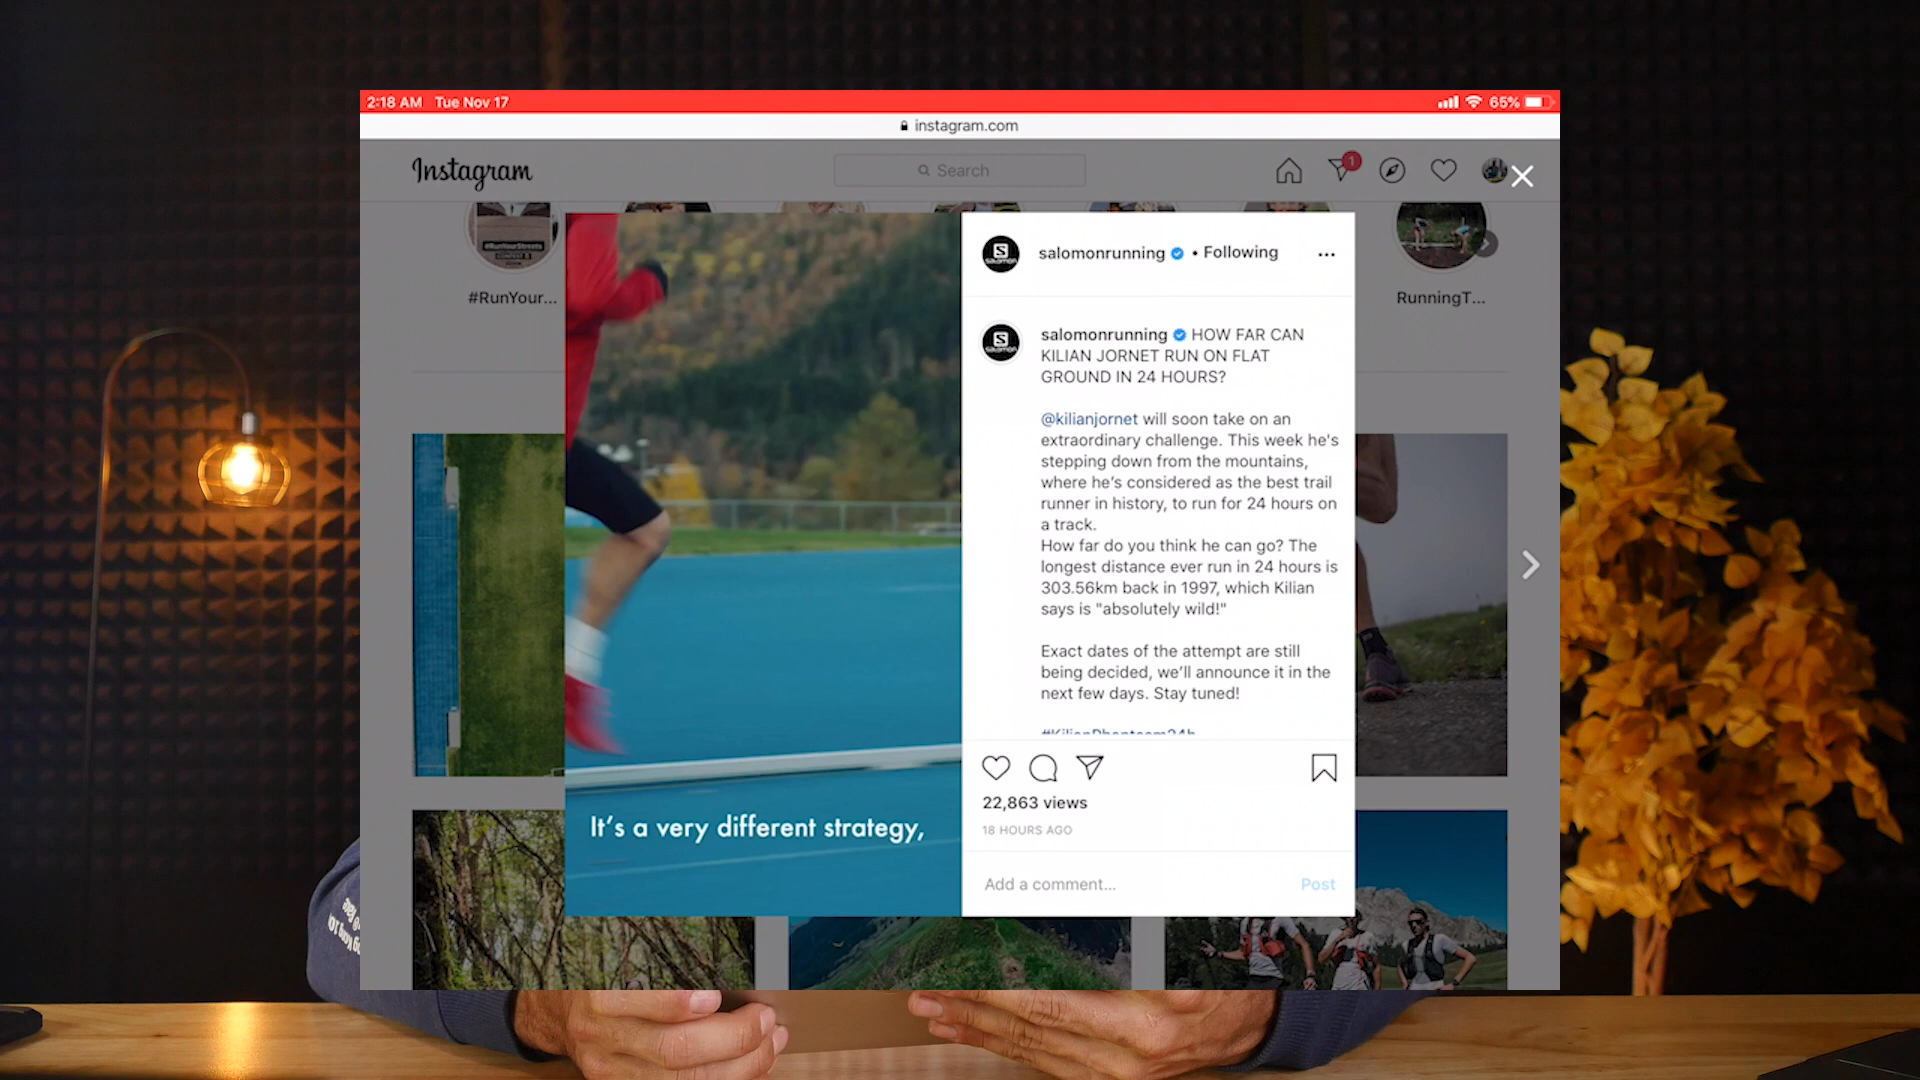 2:18 AM Tue Nov 17
65%
instagram.com
Instagram
Search
1
#RunYourStreets
#RunYour...
RunningT...
salomonrunning • Following
salomonrunning HOW FAR CAN
KILIAN JORNET RUN ON FLAT
GROUND IN 24 HOURS?
@kilianjornet will soon take on an
extraordinary challenge. This week he's
stepping down from the mountains,
where he's considered as the best trail
runner in history, to run for 24 hours on
a track.
How far do you think he can go? The
longest distance ever run in 24 hours is
303.56km back in 1997, which Kilian
says is "absolutely wild!"
Exact dates of the attempt are still
being decided, we'll announce it in the
next few days. Stay tuned!
22,863 views
18 HOURS AGO
Add a comment... Post
It's a very different strategy,